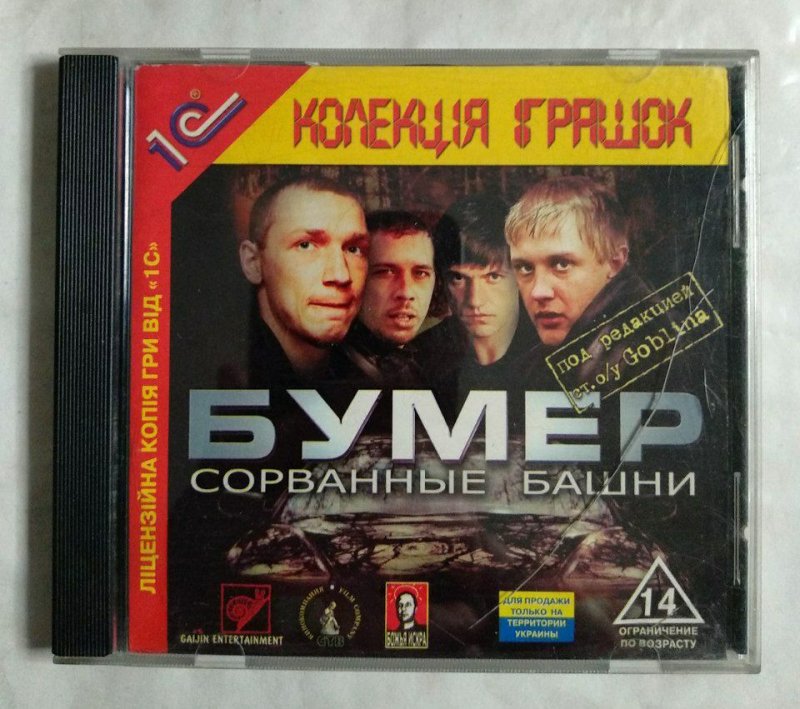 1С®
КОЛЕКЦІЯ ІГРАШОК
ЛІЦЕНЗІЙНА КОПІЯ ГРИ ВІД «1С»
под редакцией
ст.о/у Goblina
БУМЕР
СОРВАННЫЕ БАШНИ
GAIJIN ENTERTAINMENT
КИНОКОМПАНИЯ
FILM COMPANY
СТВ
БОЖЬЯ ИСКРА
ДЛЯ ПРОДАЖИ
ТОЛЬКО НА
ТЕРРИТОРИИ
УКРАИНЫ
14
ОГРАНИЧЕНИЕ
ПО ВОЗРАСТУ